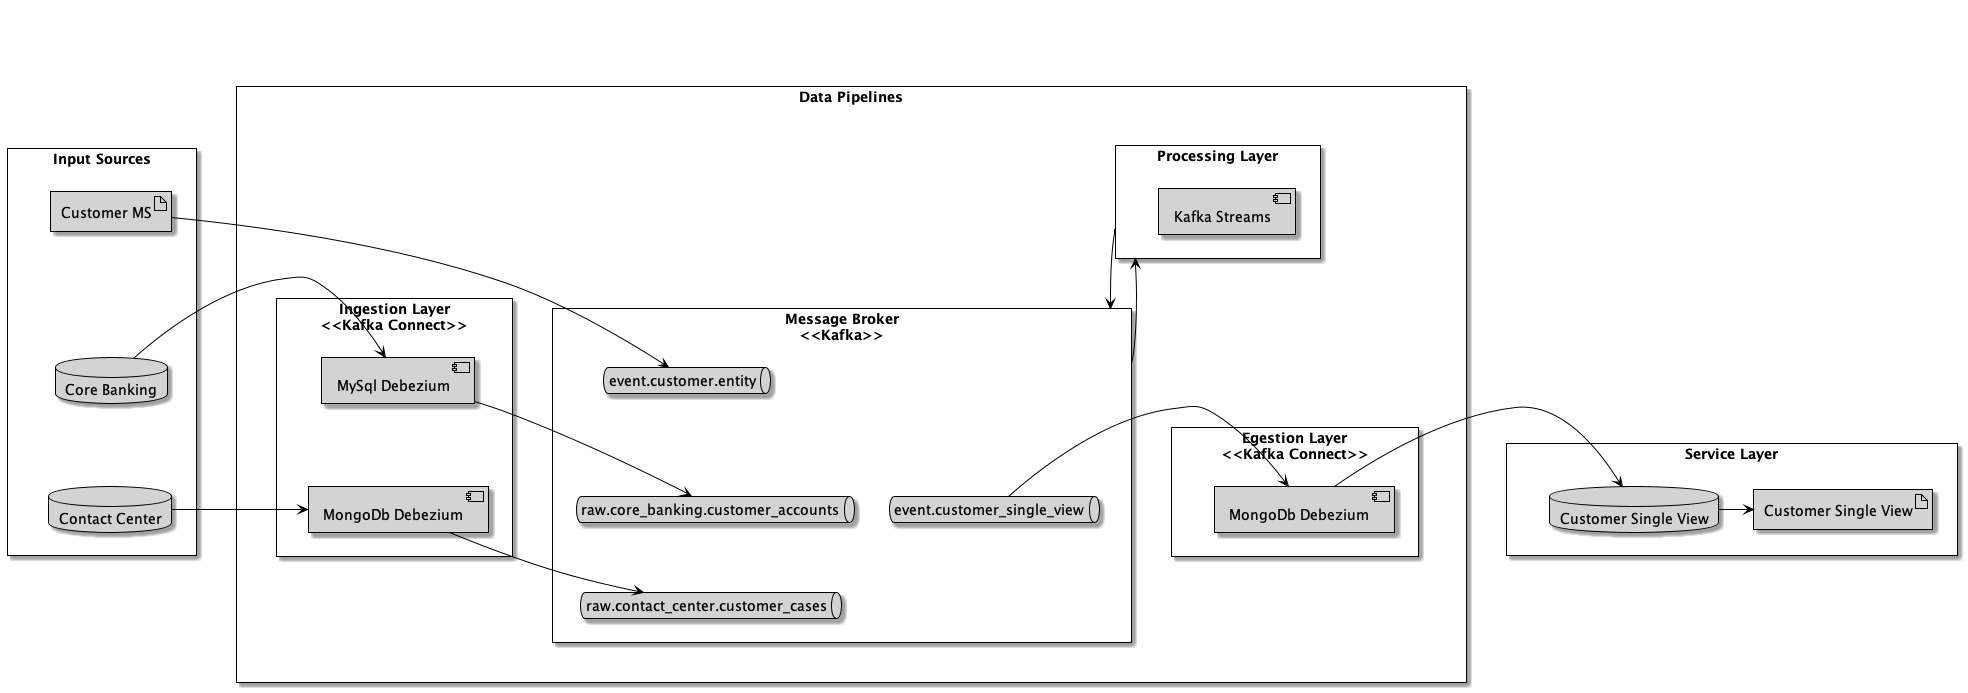 Data Pipelines
Input Sources
Customer MS
Core Banking
Contact Center
Ingestion Layer
<<Kafka Connect>>
MySql Debezium
MongoDb Debezium
Message Broker
<<Kafka>>
event.customer.entity
raw.core_banking.customer_accounts
event.customer_single_view
raw.contact_center.customer_cases
Processing Layer
Kafka Streams
Egestion Layer
<<Kafka Connect>>
MongoDb Debezium
Service Layer
Customer Single View
Customer Single View